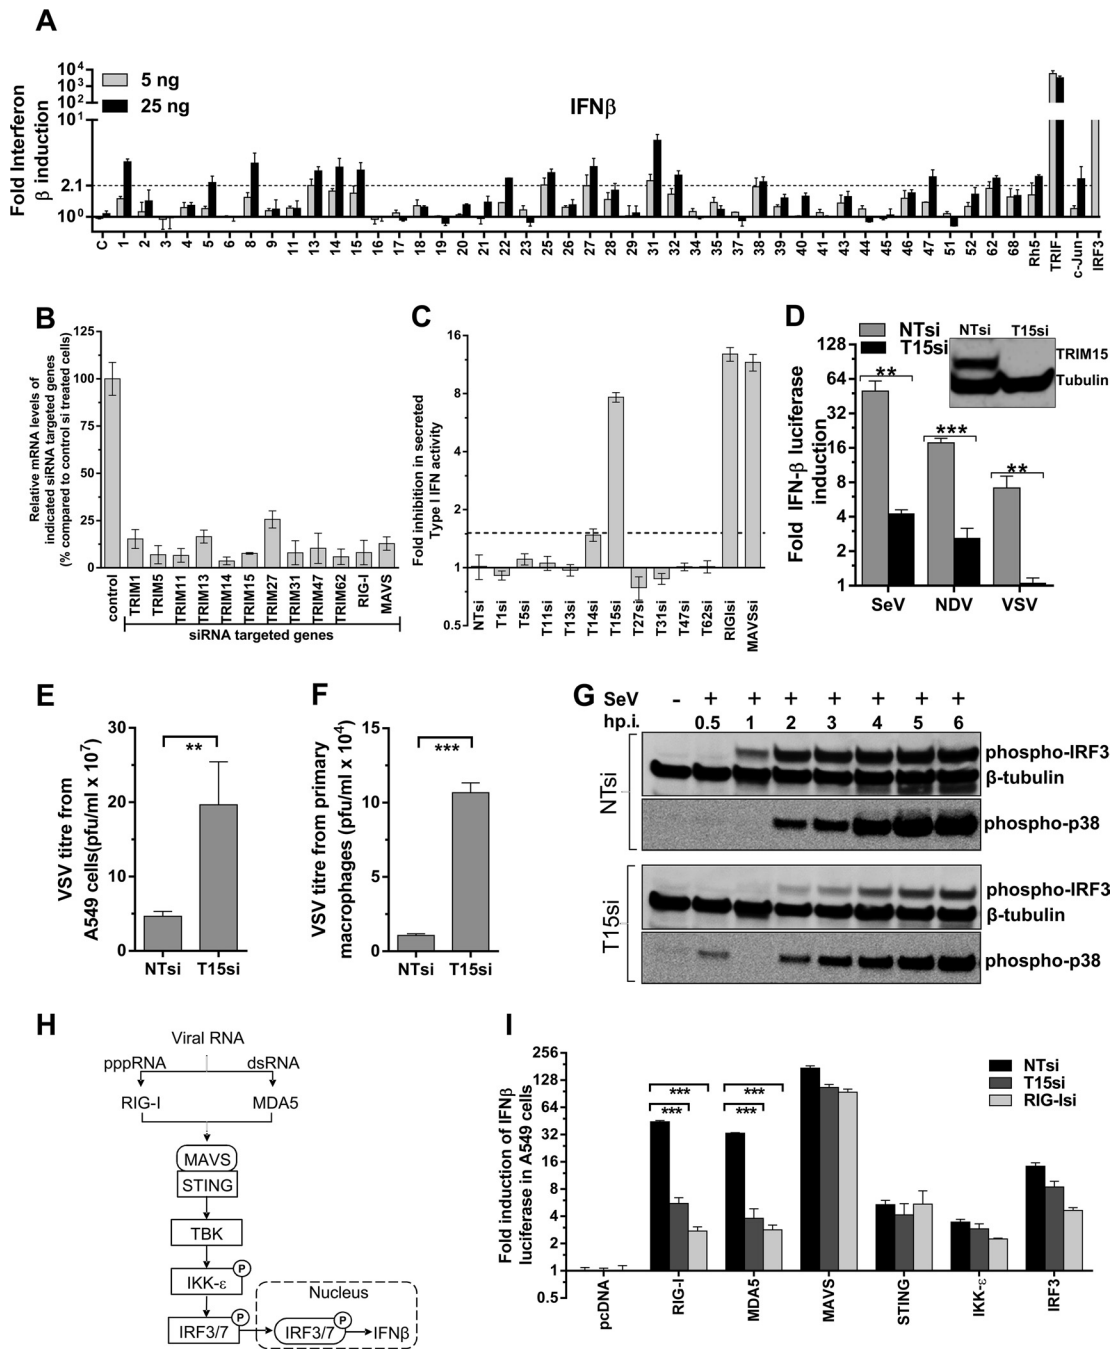 A
Fold Interferon
β induction
10⁴
10³
10²
10¹
2.1
10⁰
5 ng
25 ng
IFNβ
C 1 2 3 4 5 6 8 9 11 13 14 15 16 17 18 19 20 21 22 23 25 26 27 28 29 31 32 34 35 37 38 39 40 41 43 44 45 46 47 51 52 62 68 Rh5 TRIF c-Jun IRF3
B
Relative mRNA levels of
indicated siRNA targeted genes
(% compared to control si treated cells)
125
100
75
50
25
0
control TRIM1 TRIM5 TRIM11 TRIM13 TRIM14 TRIM15 TRIM27 TRIM31 TRIM47 TRIM62 RIG-I MAVS
siRNA targeted genes
C
Fold inhibition in secreted
Type I IFN activity
16
8
4
2
1
0.5
NTsi T1si T5si T11si T13si T14si T15si T27si T31si T47si T62si RIGIsi MAVSsi
D
Fold IFN-β luciferase
induction
128
64
32
16
8
4
2
1
NTsi
T15si
NTsi T15si
TRIM15
Tubulin
**
***
**
SeV NDV VSV
E
VSV titre from
A549 cells(pfu/ml x 10⁷)
30
20
10
0
**
NTsi T15si
F
VSV titre from primary
macrophages (pfu/ml x 10⁴)
15
10
5
0
***
NTsi T15si
G
SeV - + + + + + + +
hp.i. 0.5 1 2 3 4 5 6
NTsi
phospho-IRF3
β-tubulin
phospho-p38
T15si
phospho-IRF3
β-tubulin
phospho-p38
H
Viral RNA
pppRNA dsRNA
RIG-I MDA5
MAVS
STING
TBK
IKK-ε P
Nucleus
IRF3/7 P IRF3/7 P IFNβ
I
Fold induction of IFNβ
luciferase in A549 cells
256
128
64
32
16
8
4
2
1
0.5
NTsi
T15si
RIG-Isi
*** ***
*** ***
pcDNA RIG-I MDA5 MAVS STING IKK-ε IRF3